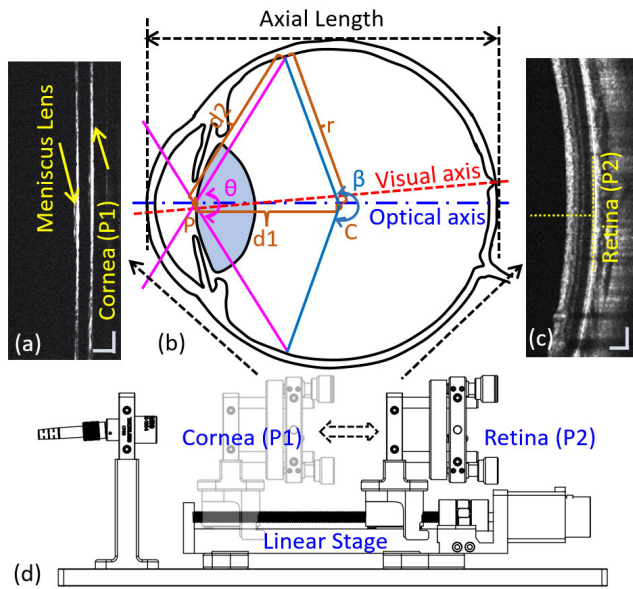 Axial Length
Meniscus Lens
Cornea (P1)
(a)
d2
r
θ
β
Visual axis
Optical axis
P
d1
C
(b)
Retina (P2)
(c)
Cornea (P1)
Retina (P2)
Linear Stage
(d)